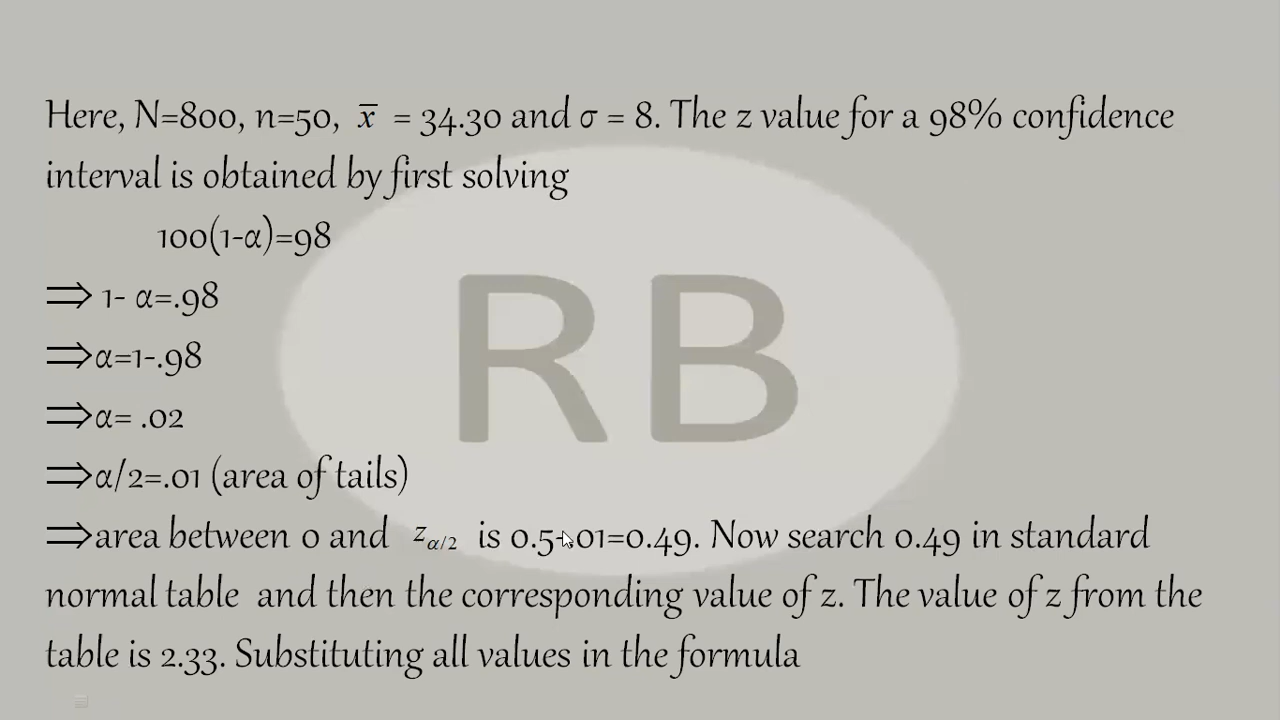 Here, N=800, n=50, x̄ = 34.30 and σ = 8. The z value for a 98% confidence
interval is obtained by first solving
100(1-α)=98
⟹ 1- α=.98
⟹α=1-.98
⟹α= .02
⟹α/2=.01 (area of tails)
⟹area between 0 and z_{α/2} is 0.5-.01=0.49. Now search 0.49 in standard
normal table and then the corresponding value of z. The value of z from the
table is 2.33. Substituting all values in the formula
RB